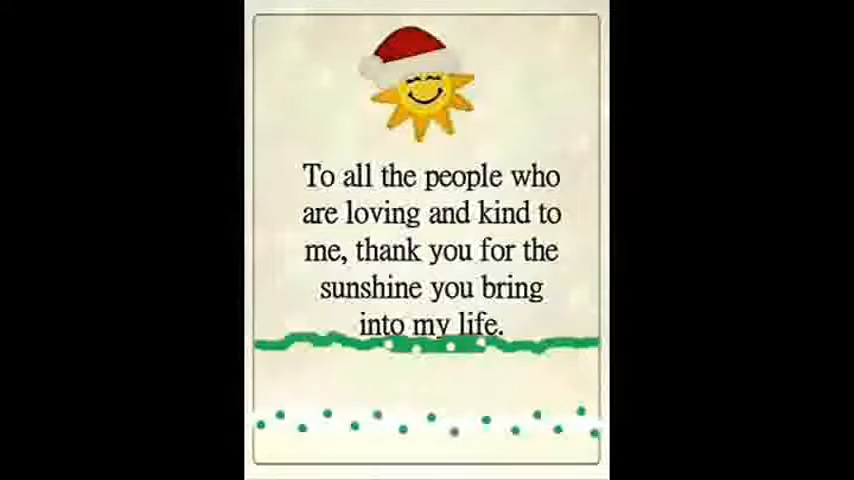 To all the people who
are loving and kind to
me, thank you for the
sunshine you bring
into my life.